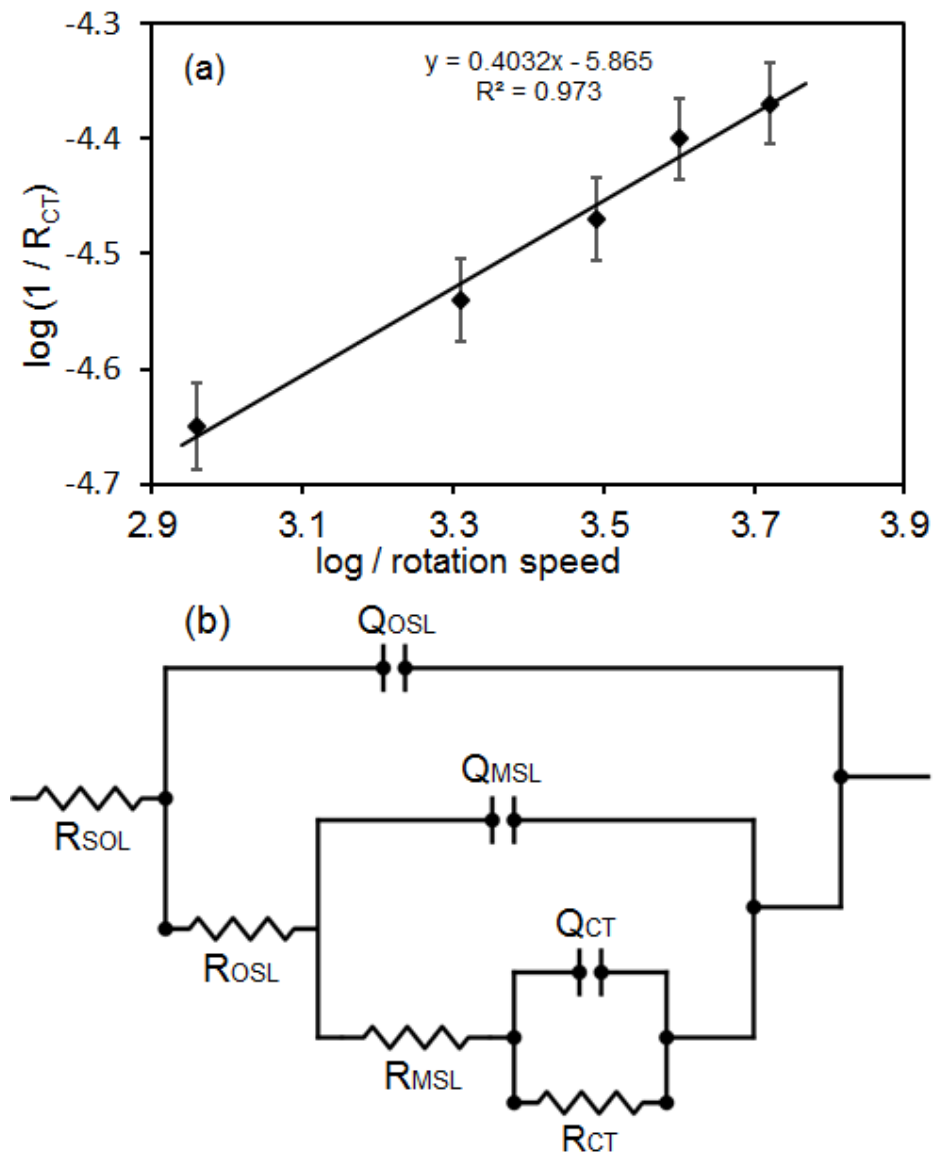 (a)
y = 0.4032x - 5.865
R² = 0.973
-4.3
-4.4
-4.5
-4.6
-4.7
log (1 / RCT)
2.9 3.1 3.3 3.5 3.7 3.9
log / rotation speed
(b)
QOSL
QMSL
RSOL
QCT
ROSL
RMSL
RCT